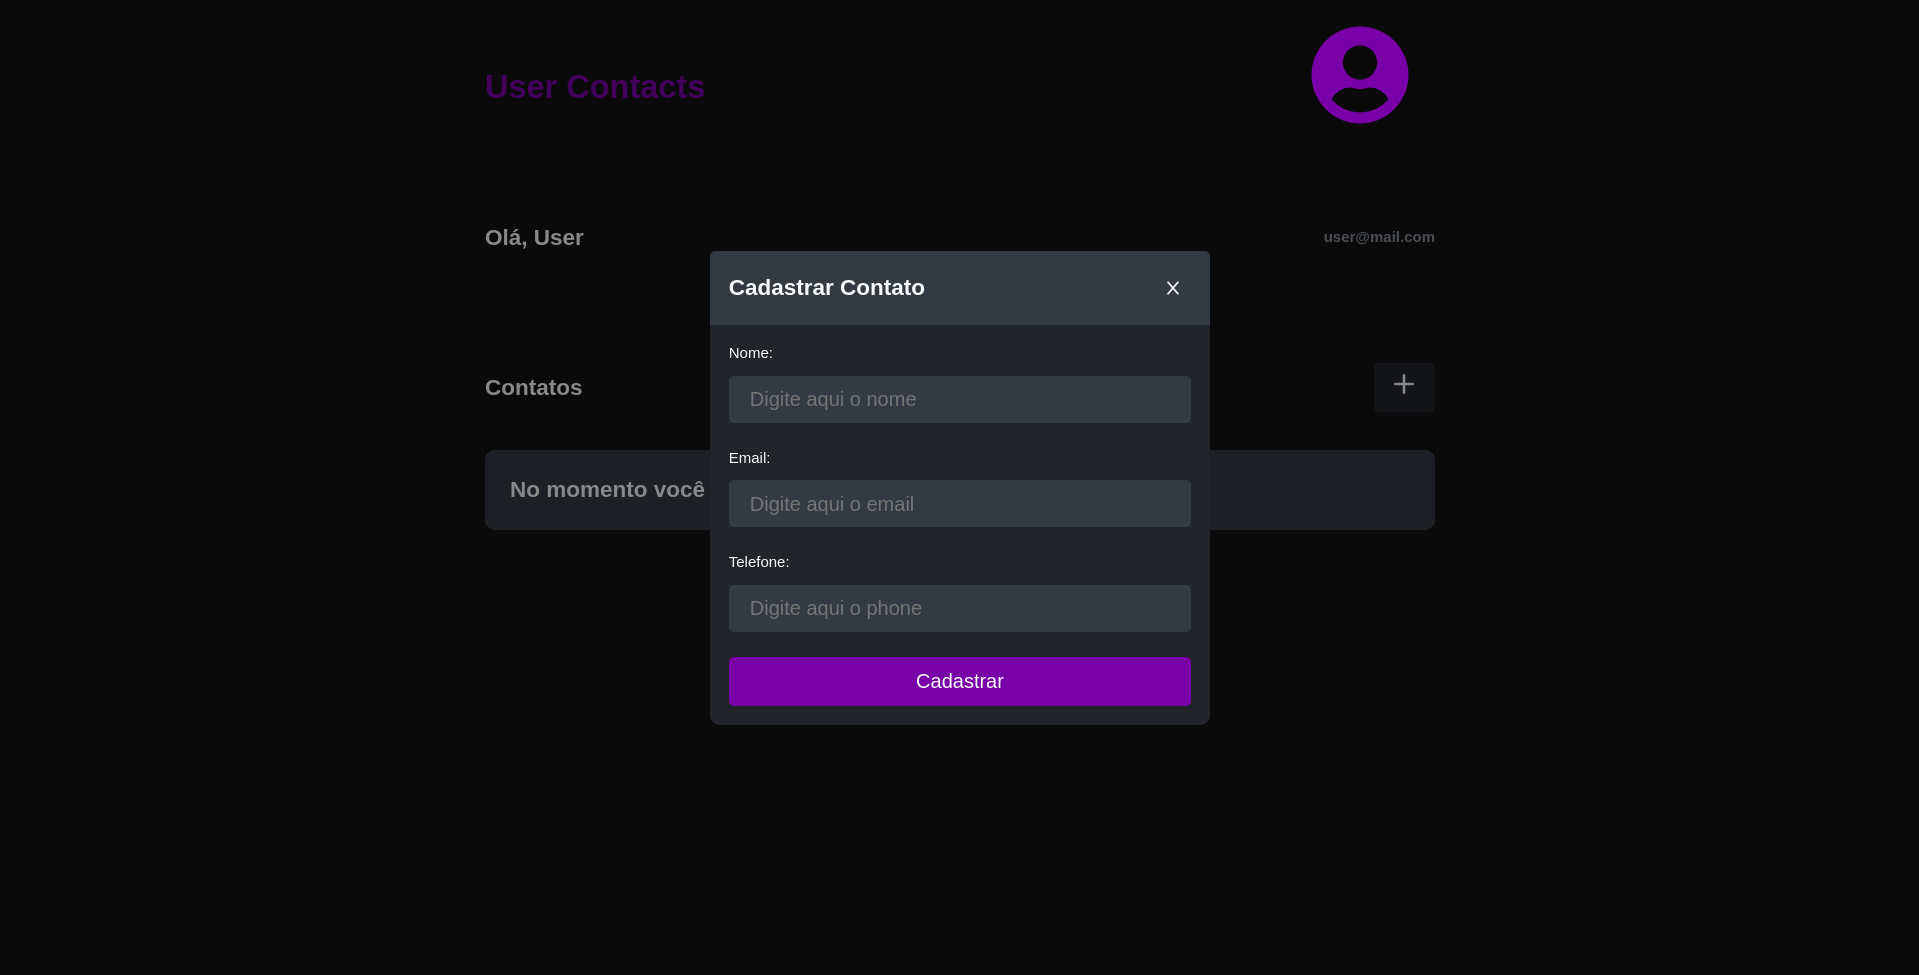 User Contacts
Olá, User
user@mail.com
Cadastrar Contato
X
Nome:
Digite aqui o nome
Email:
Digite aqui o email
Telefone:
Digite aqui o phone
Cadastrar
Contatos
+
No momento você